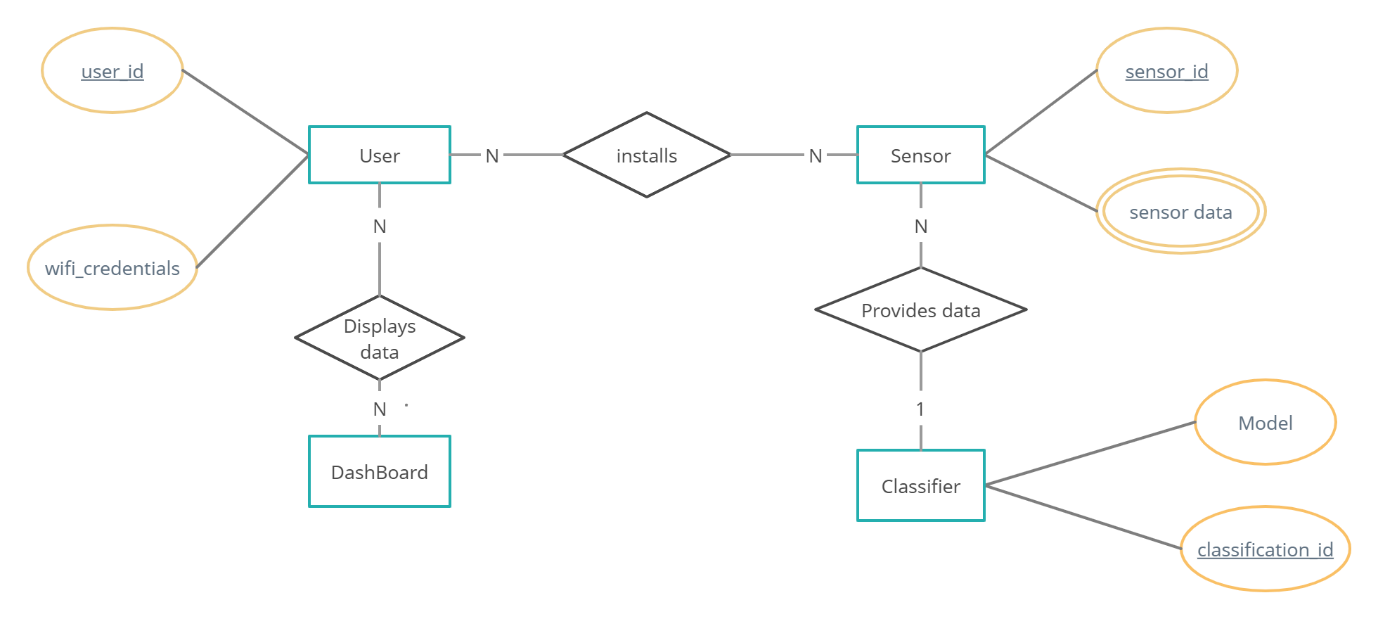 user_id
sensor_id
User
N
installs
N
Sensor
sensor data
N
N
wifi_credentials
Provides data
Displays
data
N
1
Model
DashBoard
Classifier
classification_id